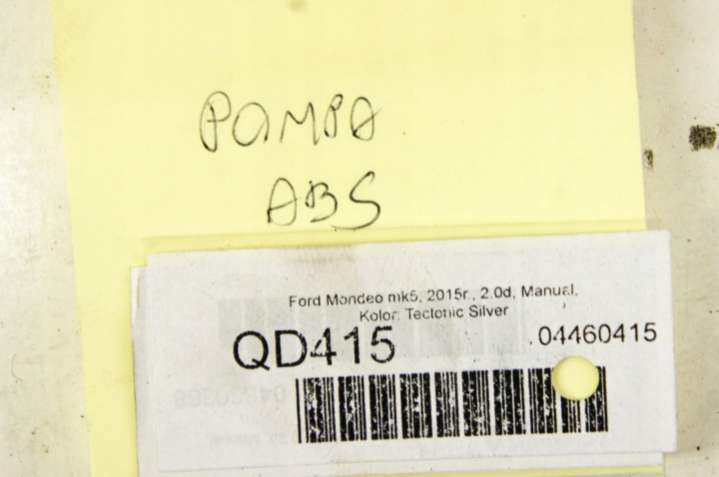 POMPA
ABS
Ford Mondeo mk5, 2015r., 2.0d, Manual,
Kolor: Tectonic Silver
QD415
04460415